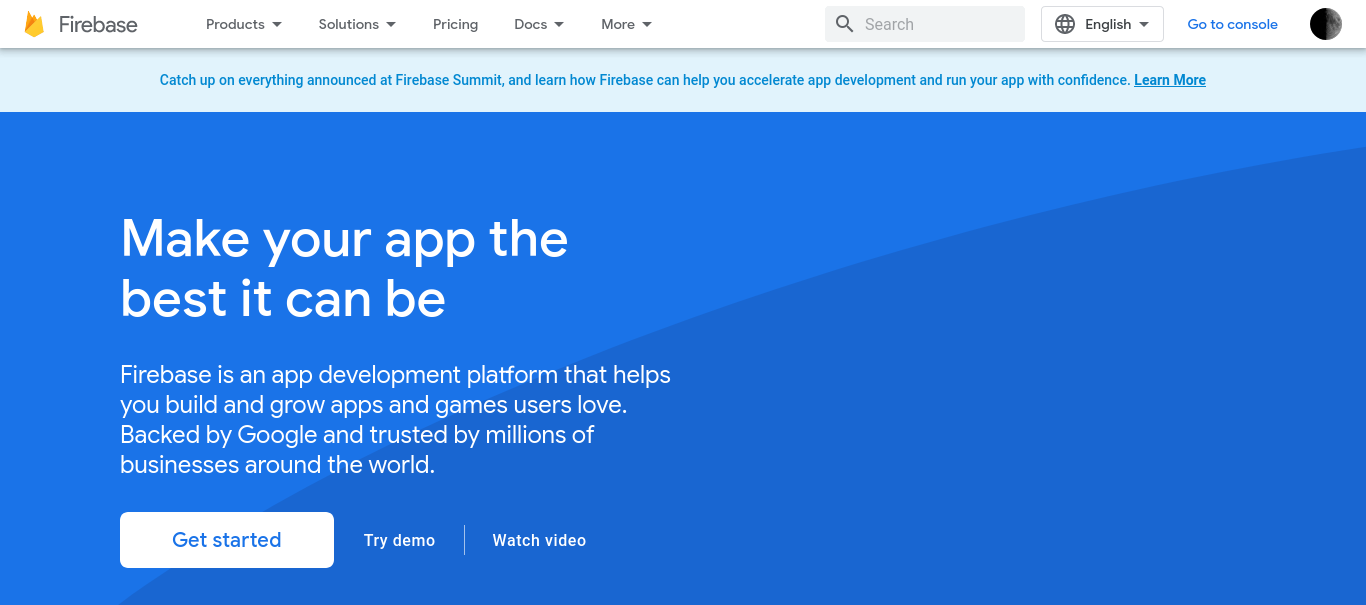 Firebase
Products
Solutions
Pricing
Docs
More
Search
English
Go to console
Catch up on everything announced at Firebase Summit, and learn how Firebase can help you accelerate app development and run your app with confidence. Learn More
Make your app the
best it can be
Firebase is an app development platform that helps
you build and grow apps and games users love.
Backed by Google and trusted by millions of
businesses around the world.
Get started
Try demo
Watch video